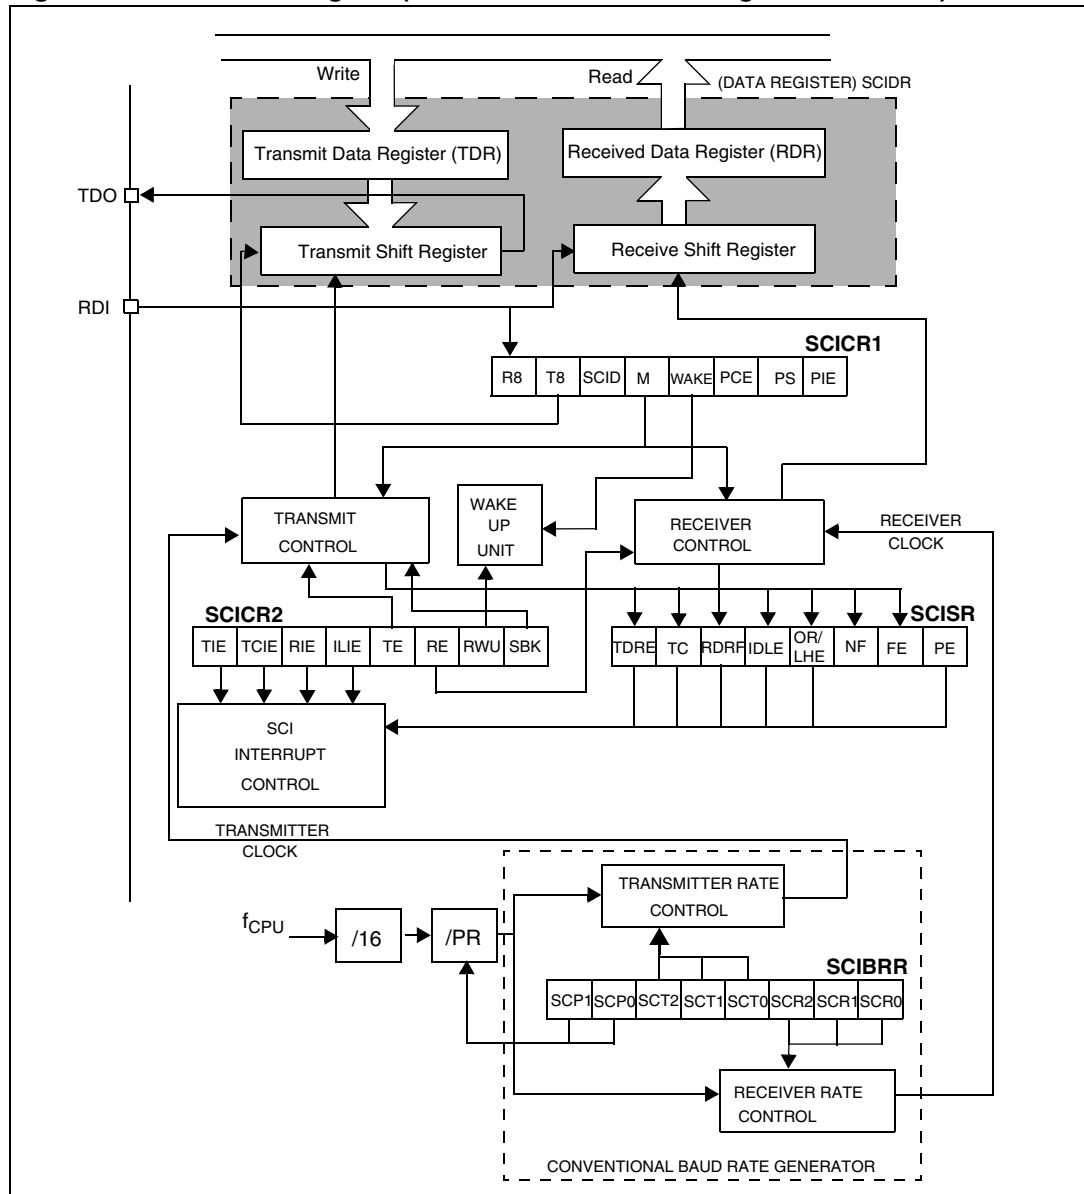 Write
Read
(DATA REGISTER) SCIDR
Transmit Data Register (TDR)
Received Data Register (RDR)
TDO
Transmit Shift Register
Receive Shift Register
RDI
SCICR1
R8 T8 SCID M WAKE PCE PS PIE
TRANSMIT
CONTROL
WAKE
UP
UNIT
RECEIVER
CONTROL
RECEIVER
CLOCK
SCICR2
TIE TCIE RIE ILIE TE RE RWU SBK
SCISR
TDRE TC RDRF IDLE OR/
LHE NF FE PE
SCI
INTERRUPT
CONTROL
TRANSMITTER
CLOCK
TRANSMITTER RATE
CONTROL
fCPU
/16
/PR
SCIBRR
SCP1 SCP0 SCT2 SCT1 SCT0 SCR2 SCR1 SCR0
RECEIVER RATE
CONTROL
CONVENTIONAL BAUD RATE GENERATOR